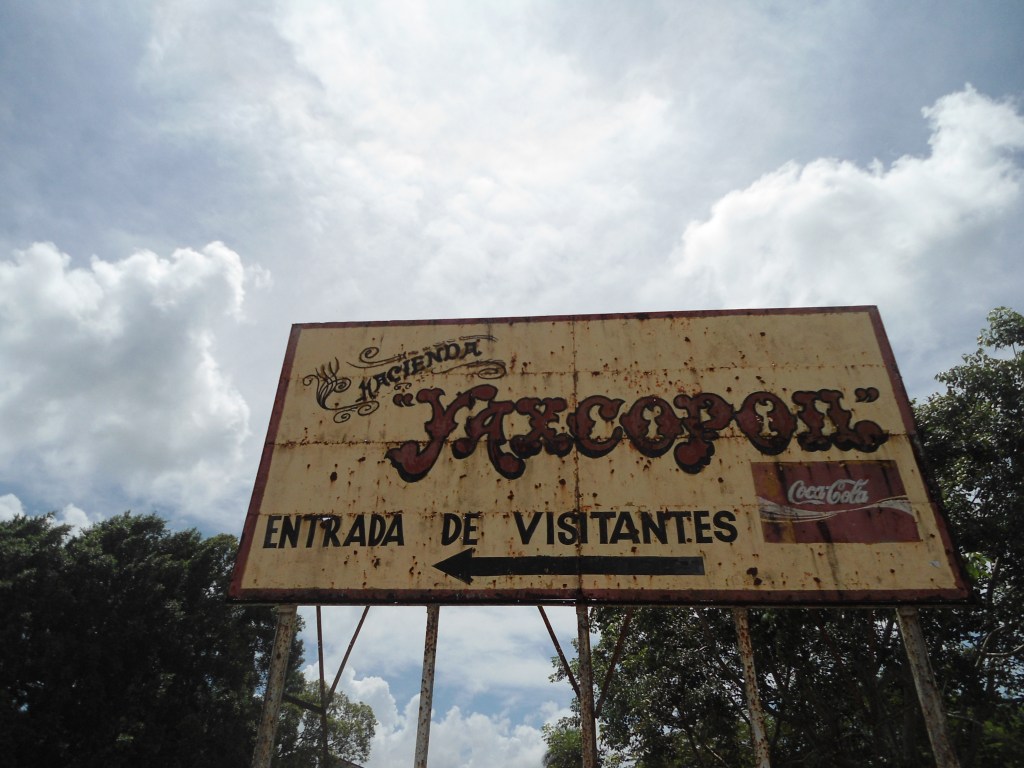 HACIENDA
"YAXCOPOIL"
Coca-Cola
ENTRADA DE VISITANTES